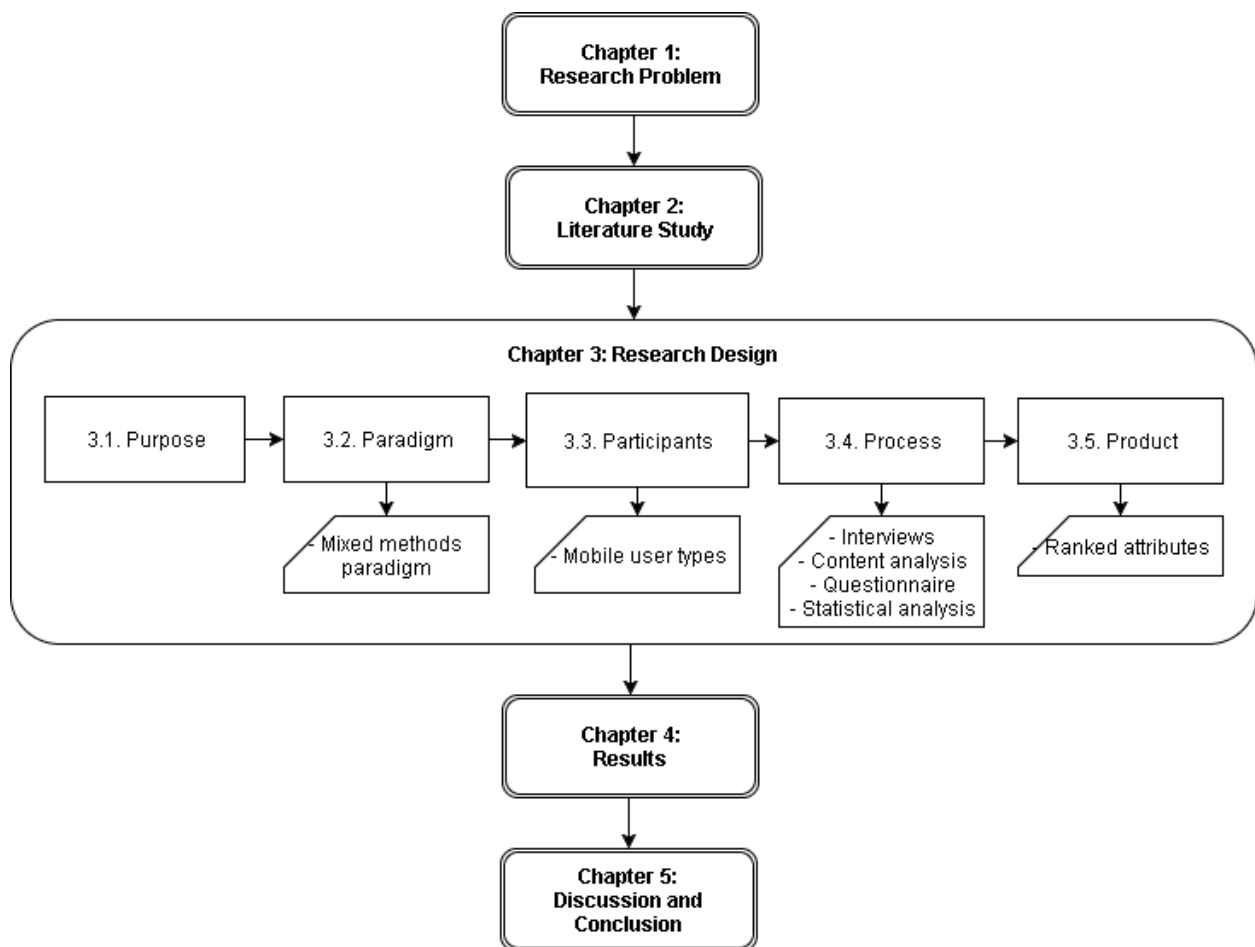 Chapter 1:
Research Problem
Chapter 2:
Literature Study
Chapter 3: Research Design
3.1. Purpose
3.2. Paradigm
3.3. Participants
3.4. Process
3.5. Product
- Mixed methods
paradigm
- Mobile user types
- Interviews
- Content analysis
- Questionnaire
- Statistical analysis
- Ranked attributes
Chapter 4:
Results
Chapter 5:
Discussion and
Conclusion